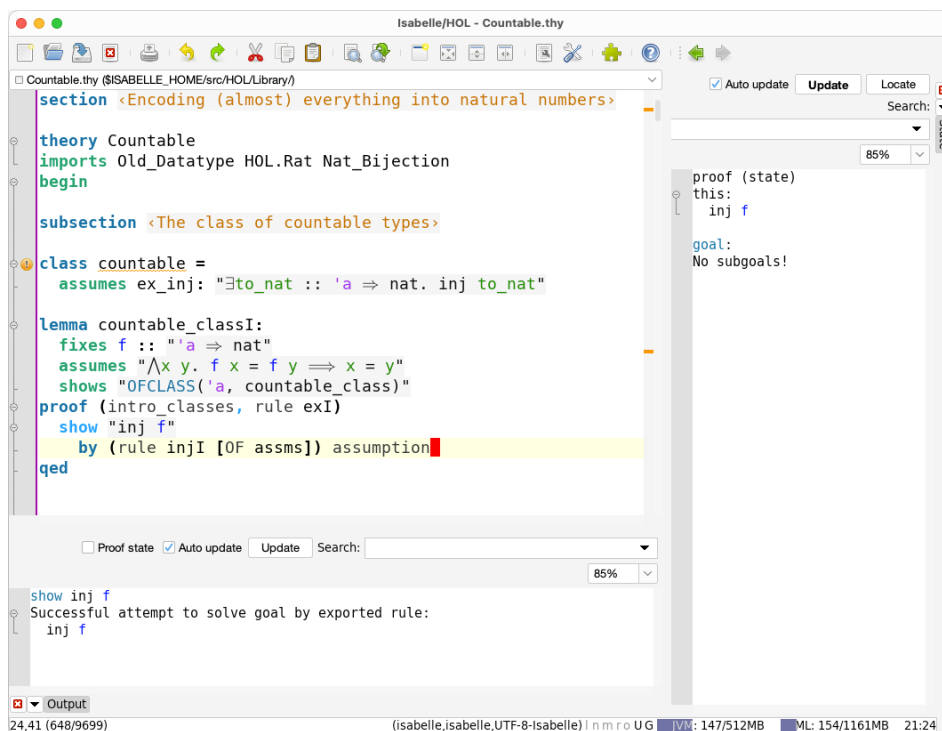 Isabelle/HOL - Countable.thy
Countable.thy ($ISABELLE_HOME/src/HOL/Library/)
section ‹Encoding (almost) everything into natural numbers›
theory Countable
imports Old_Datatype HOL.Rat Nat_Bijection
begin
subsection ‹The class of countable types›
class countable =
assumes ex_inj: "∃to_nat :: 'a ⇒ nat. inj to_nat"
lemma countable_classI:
fixes f :: "'a ⇒ nat"
assumes "⋀x y. f x = f y ⟹ x = y"
shows "OFCLASS('a, countable_class)"
proof (intro_classes, rule exI)
show "inj f"
by (rule injI [OF assms]) assumption
qed
Auto update Update Locate
Search:
85%
proof (state)
this:
inj f
goal:
No subgoals!
Proof state Auto update Update Search:
85%
show inj f
Successful attempt to solve goal by exported rule:
inj f
Output
24,41 (648/9699) (isabelle,isabelle,UTF-8-Isabelle) l n m r o U G JVM: 147/512MB ML: 154/1161MB 21:24